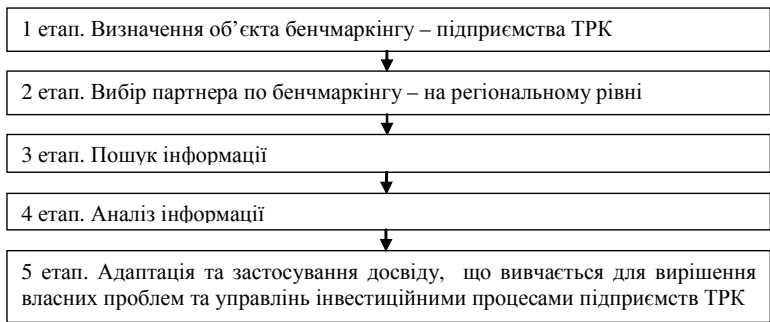 1 етап. Визначення об’єкта бенчмаркінгу – підприємства ТРК
2 етап. Вибір партнера по бенчмаркінгу – на регіональному рівні
3 етап. Пошук інформації
4 етап. Аналіз інформації
5 етап. Адаптація та застосування досвіду, що вивчається для вирішення
власних проблем та управлінь інвестиційними процесами підприємств ТРК